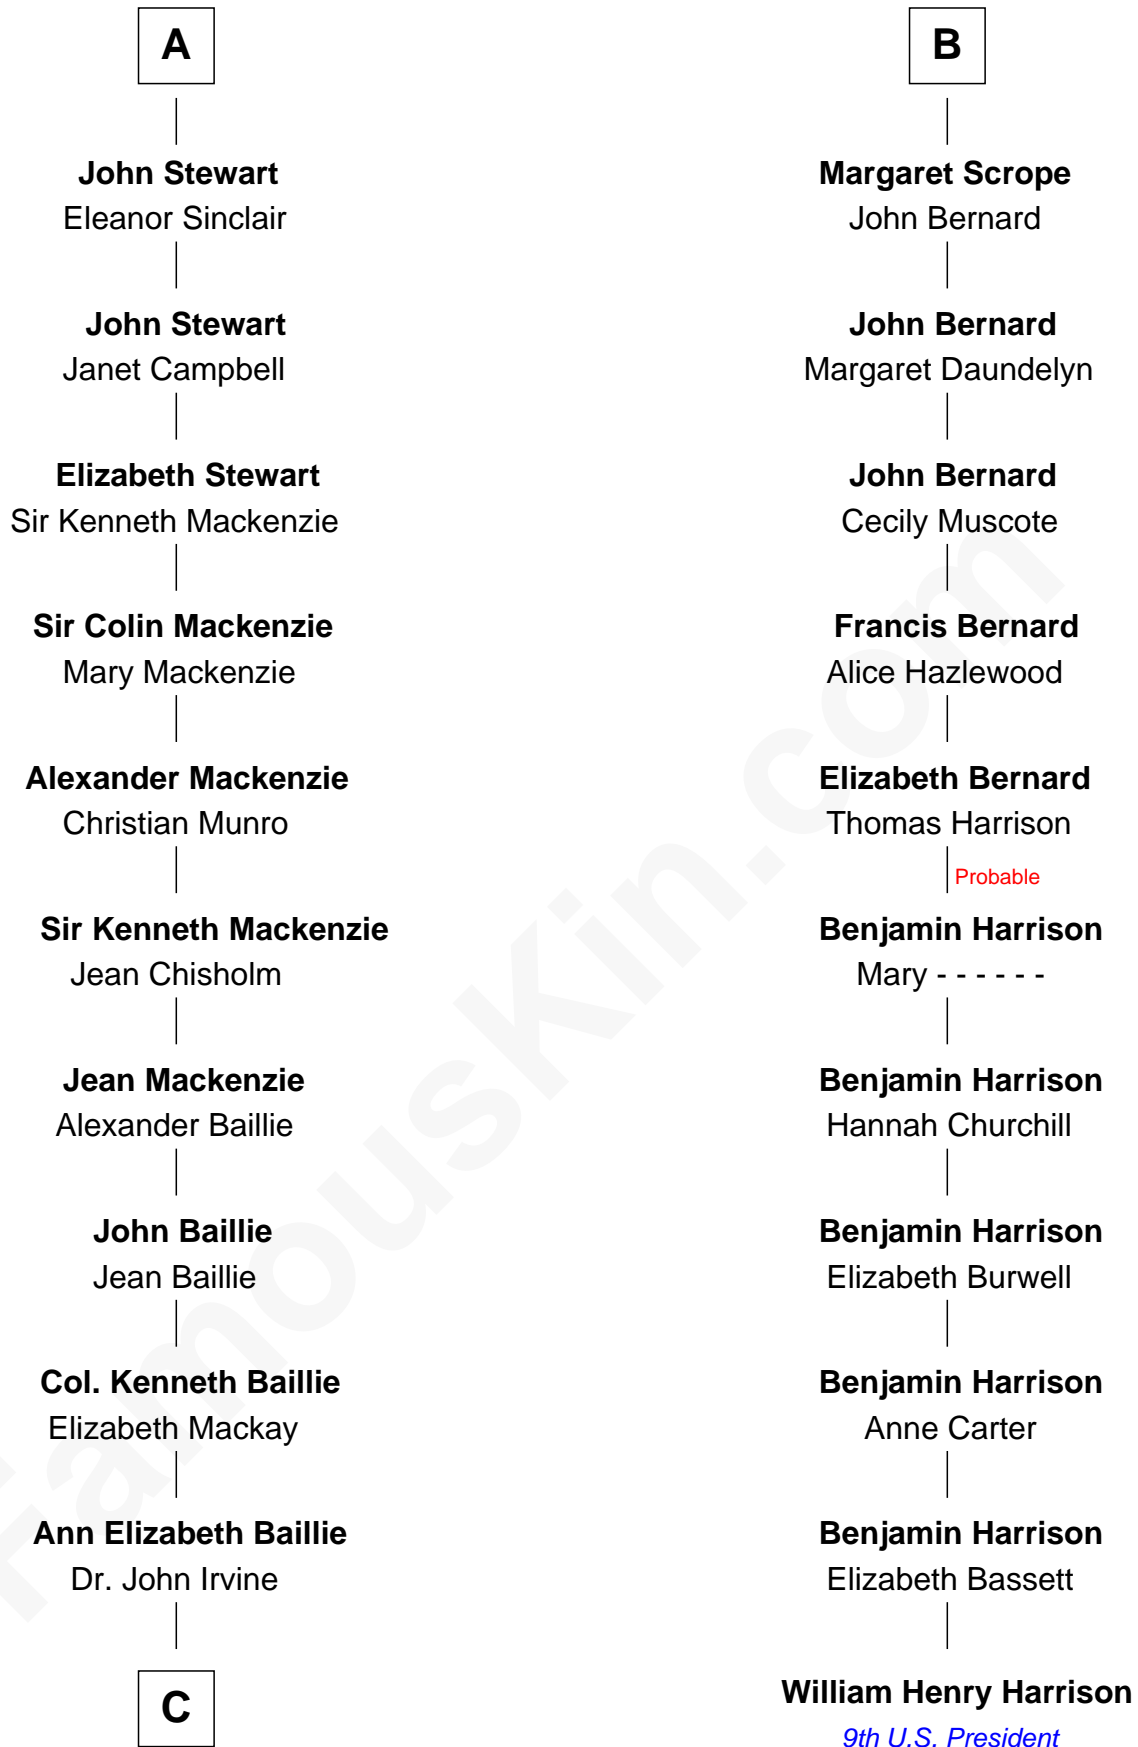 A
John Stewart
Eleanor Sinclair
John Stewart
Janet Campbell
Elizabeth Stewart
Sir Kenneth Mackenzie
Sir Colin Mackenzie
Mary Mackenzie
Alexander Mackenzie
Christian Munro
Sir Kenneth Mackenzie
Jean Chisholm
Jean Mackenzie
Alexander Baillie
John Baillie
Jean Baillie
Col. Kenneth Baillie
Elizabeth Mackay
Ann Elizabeth Baillie
Dr. John Irvine
C
B
Margaret Scrope
John Bernard
John Bernard
Margaret Daundelyn
John Bernard
Cecily Muscote
Francis Bernard
Alice Hazlewood
Elizabeth Bernard
Thomas Harrison
Probable
Benjamin Harrison
Mary - - - - - -
Benjamin Harrison
Hannah Churchill
Benjamin Harrison
Elizabeth Burwell
Benjamin Harrison
Anne Carter
Benjamin Harrison
Elizabeth Bassett
William Henry Harrison
9th U.S. President
FamousKin.com